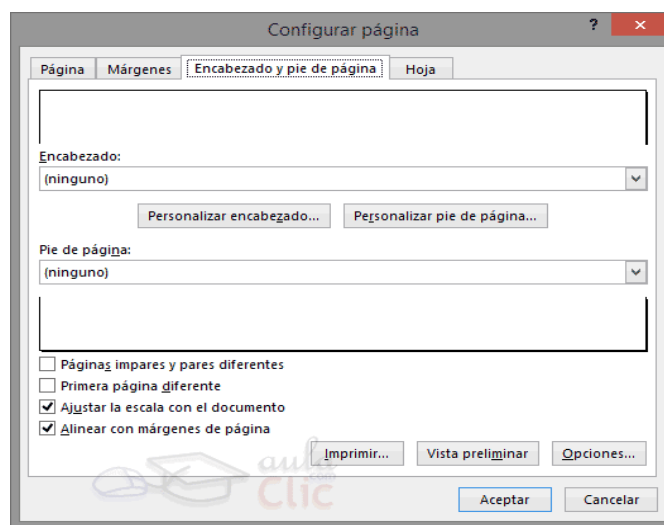 Configurar página ?
Página Márgenes Encabezado y pie de página Hoja
Encabezado:
(ninguno)
Personalizar encabezado... Personalizar pie de página...
Pie de página:
(ninguno)
Páginas impares y pares diferentes
Primera página diferente
Ajustar la escala con el documento
Alinear con márgenes de página
Imprimir... Vista preliminar Opciones...
aula
Clic
Aceptar Cancelar